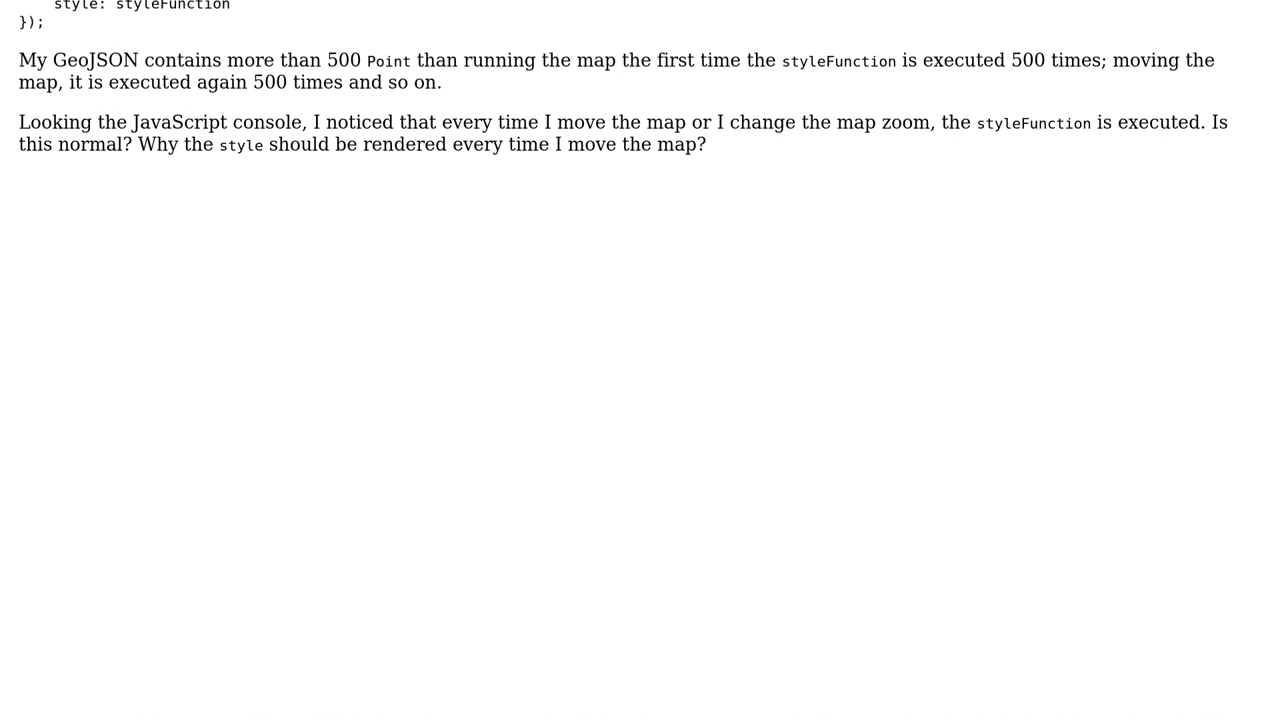 style: styleFunction
});
My GeoJSON contains more than 500 Point than running the map the first time the styleFunction is executed 500 times; moving the
map, it is executed again 500 times and so on.
Looking the JavaScript console, I noticed that every time I move the map or I change the map zoom, the styleFunction is executed. Is
this normal? Why the style should be rendered every time I move the map?